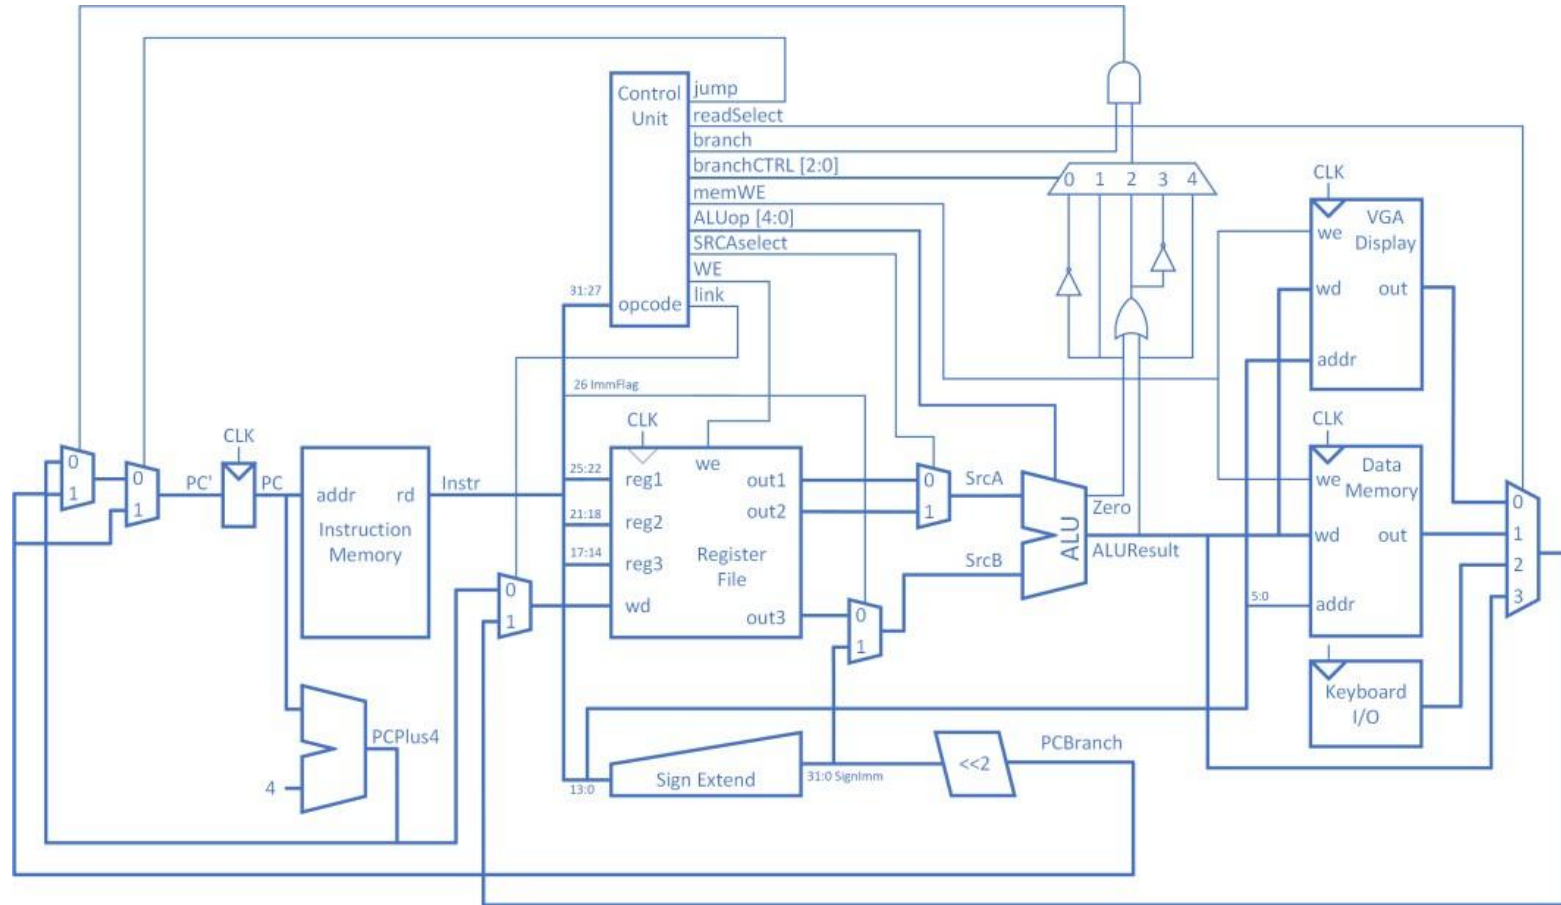 Control
Unit
jump
readSelect
branch
branchCTRL [2:0]
memWE
ALUop [4:0]
SRCAselect
WE
link
31:27
opcode
0 1 2 3 4
CLK
VGA
Display
we
wd
out
addr
26 ImmFlag
CLK
we
25:22
reg1
out1
21:18
reg2
out2
17:14
reg3
Register
File
wd
out3
0
1
0
1
PC'
CLK
PC
addr
rd
Instruction
Memory
Instr
0
1
0
1
SrcA
SrcB
0
1
ALU
Zero
ALUResult
CLK
Data
Memory
we
wd
out
5:0
addr
0
1
2
3
Keyboard
I/O
PCPlus4
4
13:0
Sign Extend
31:0 SignImm
<<2
PCBranch